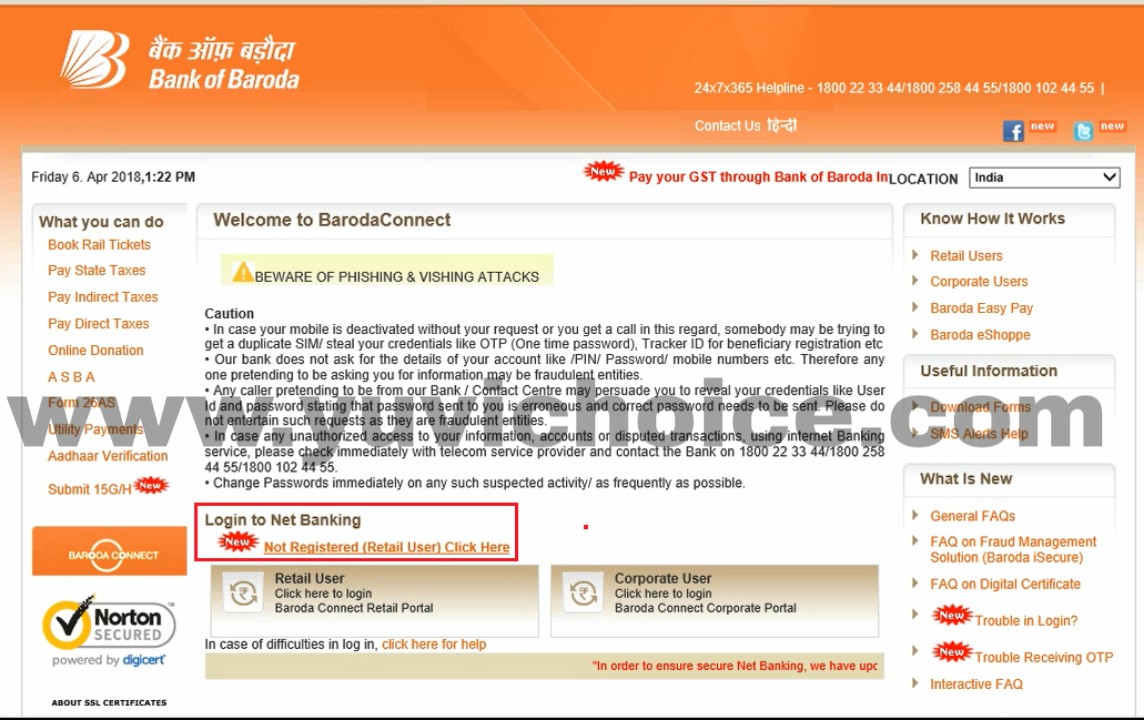 बैंक ऑफ़ बड़ौदा
Bank of Baroda
24x7x365 Helpline - 1800 22 33 44/1800 258 44 55/1800 102 44 55 |
Contact Us हिन्दी
f new t new
Friday 6. Apr 2018,1:22 PM
New Pay your GST through Bank of Baroda In LOCATION India
What you can do
Book Rail Tickets
Pay State Taxes
Pay Indirect Taxes
Pay Direct Taxes
Online Donation
A S B A
Form 26AS
Utility Payments
Aadhaar Verification
Submit 15G/H New
BARODA CONNECT
Norton
SECURED
powered by digicert
ABOUT SSL CERTIFICATES
Welcome to BarodaConnect
BEWARE OF PHISHING & VISHING ATTACKS
Caution
• In case your mobile is deactivated without your request or you get a call in this regard, somebody may be trying to
get a duplicate SIM/ steal your credentials like OTP (One time password), Tracker ID for beneficiary registration etc
• Our bank does not ask for the details of your account like /PIN/ Password/ mobile numbers etc. Therefore any
one pretending to be asking you for information may be fraudulent entities.
• Any caller pretending to be from our Bank / Contact Centre may persuade you to reveal your credentials like User
Id and password stating that password sent to you is erroneous and correct password needs to be sent. Please do
not entertain such requests as they are fraudulent entities.
• In case any unauthorized access to your information, accounts or disputed transactions, using internet Banking
service, please check immediately with telecom service provider and contact the Bank on 1800 22 33 44/1800 258
44 55/1800 102 44 55.
• Change Passwords immediately on any such suspected activity/ as frequently as possible.
www.yuvichoice.com
Login to Net Banking
New Not Registered (Retail User) Click Here
Retail User
Click here to login
Baroda Connect Retail Portal
Corporate User
Click here to login
Baroda Connect Corporate Portal
In case of difficulties in log in, click here for help
"In order to ensure secure Net Banking, we have upc
Know How It Works
Retail Users
Corporate Users
Baroda Easy Pay
Baroda eShoppe
Useful Information
Download Forms
SMS Alerts Help
What Is New
General FAQs
FAQ on Fraud Management
Solution (Baroda iSecure)
FAQ on Digital Certificate
New Trouble in Login?
New Trouble Receiving OTP
Interactive FAQ